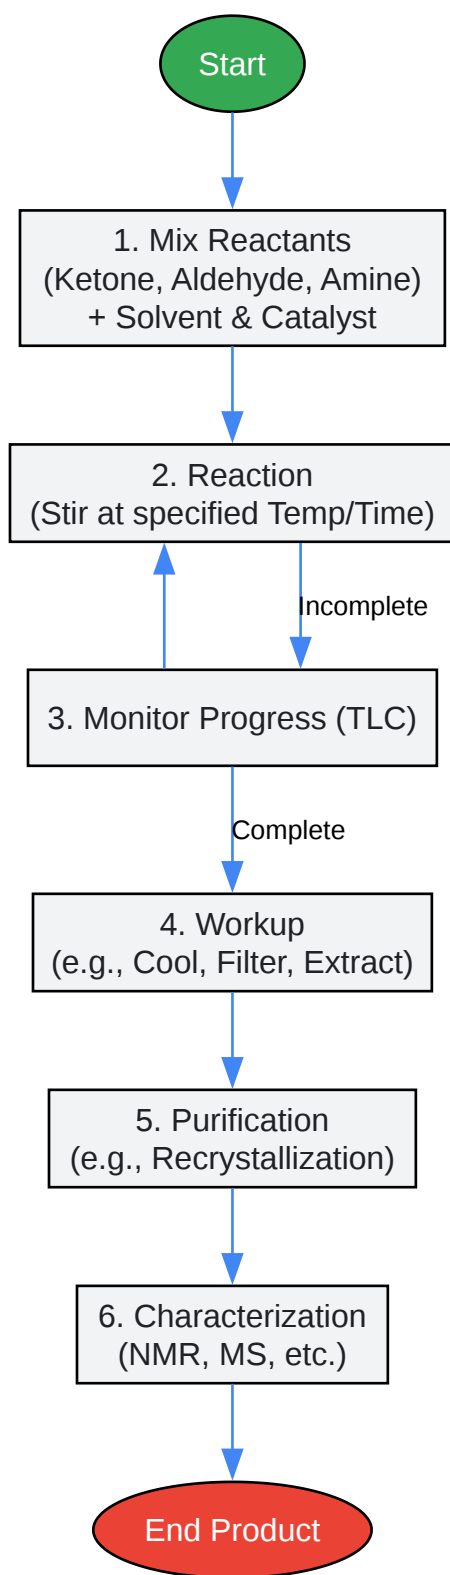 Start
1. Mix Reactants
(Ketone, Aldehyde, Amine)
+ Solvent & Catalyst
2. Reaction
(Stir at specified Temp/Time)
Incomplete
3. Monitor Progress (TLC)
Complete
4. Workup
(e.g., Cool, Filter, Extract)
5. Purification
(e.g., Recrystallization)
6. Characterization
(NMR, MS, etc.)
End Product